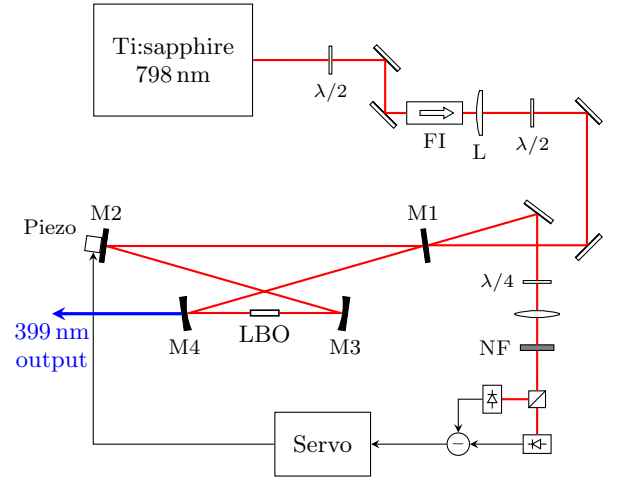 Ti:sapphire
798 nm
λ/2
FI
L
λ/2
M2
M1
Piezo
λ/4
399 nm
output
M4
LBO
M3
NF
Servo
−